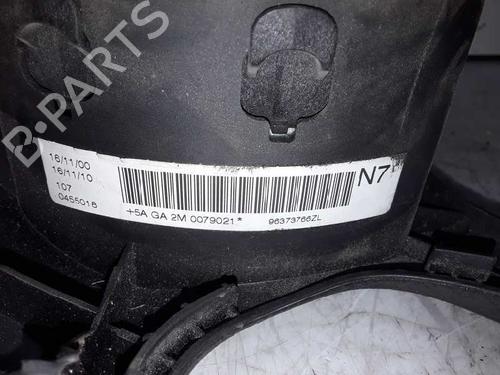 B-PARTS
16/11/00
16/11/10
107
0455018
N7
+5A GA 2M 0079021*
96373766ZL